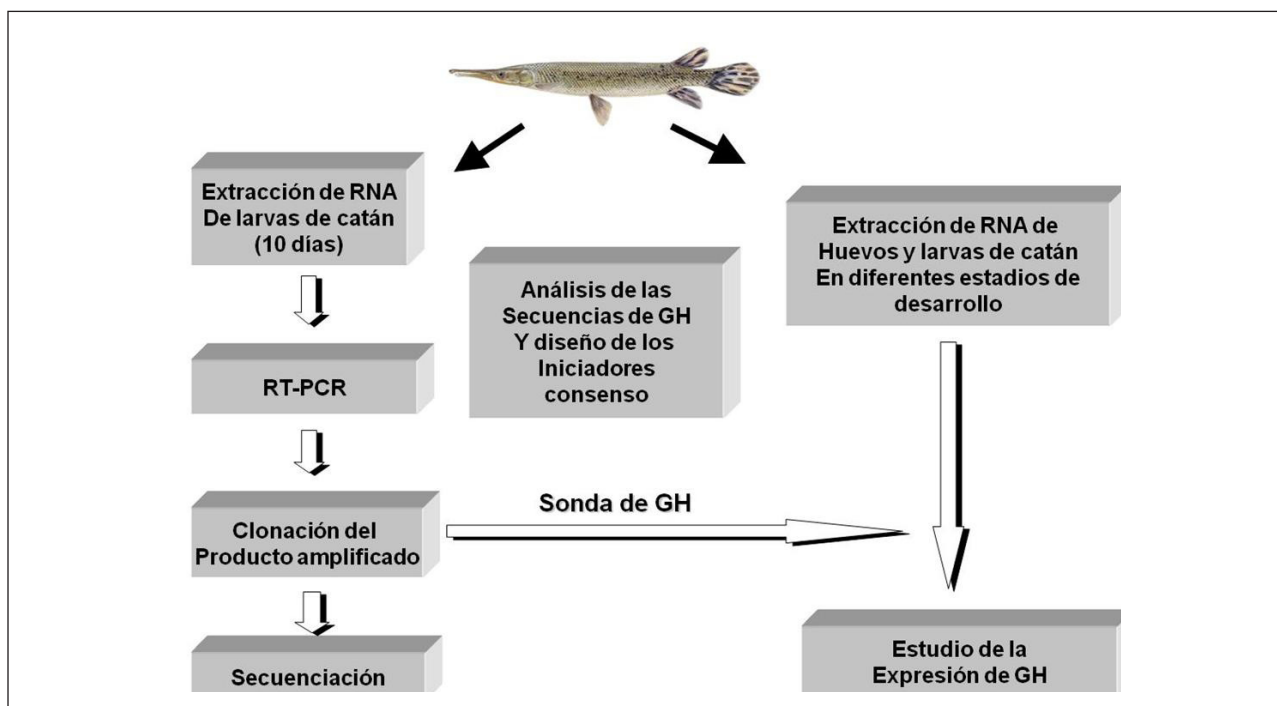 Extracción de RNA
De larvas de catán
(10 días)
RT-PCR
Clonación del
Producto amplificado
Secuenciación
Análisis de las
Secuencias de GH
Y diseño de los
Iniciadores
consenso
Sonda de GH
Extracción de RNA de
Huevos y larvas de catán
En diferentes estadios de
desarrollo
Estudio de la
Expresión de GH